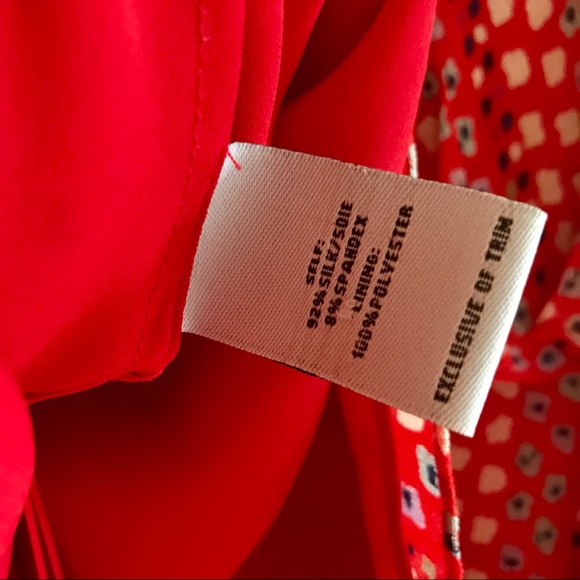 SELF:
92% SILK/SOIE
8% SPANDEX
LINING:
100% POLYESTER
EXCLUSIVE OF TRIM